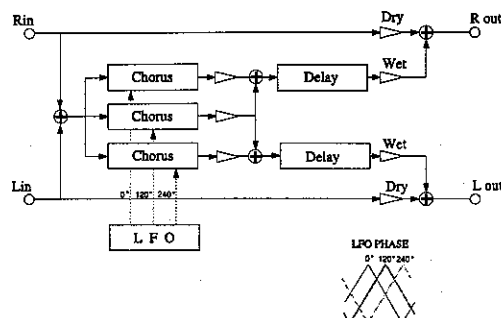 Rin
Dry
R out
Wet
Chorus
Delay
Chorus
Chorus
Delay
Wet
Lin
0° 120° 240°
Dry
L out
L F O
LFO PHASE
0° 120° 240°